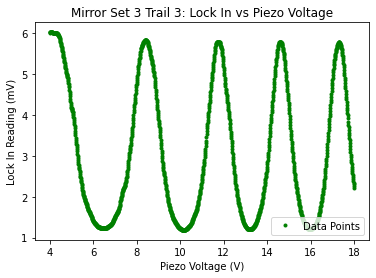 Mirror Set 3 Trail 3: Lock In vs Piezo Voltage
6
5
4
3
2
1
Lock In Reading (mV)
4 6 8 10 12 14 16 18
Piezo Voltage (V)
Data Points